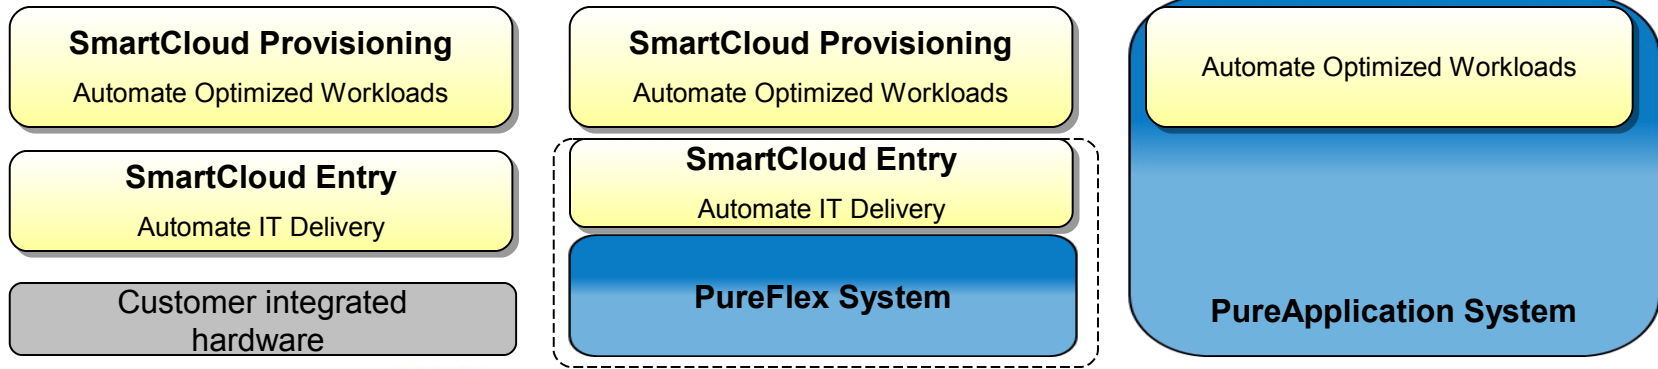 SmartCloud Provisioning
Automate Optimized Workloads
SmartCloud Entry
Automate IT Delivery
Customer integrated
hardware
SmartCloud Provisioning
Automate Optimized Workloads
SmartCloud Entry
Automate IT Delivery
PureFlex System
Automate Optimized Workloads
PureApplication System